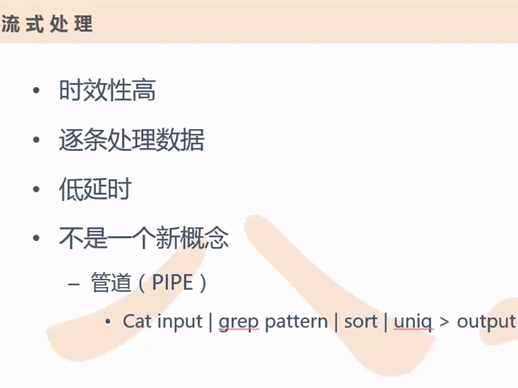 流式处理
• 时效性高
• 逐条处理数据
• 低延时
• 不是一个新概念
– 管道（PIPE）
• Cat input | grep pattern | sort | uniq > output